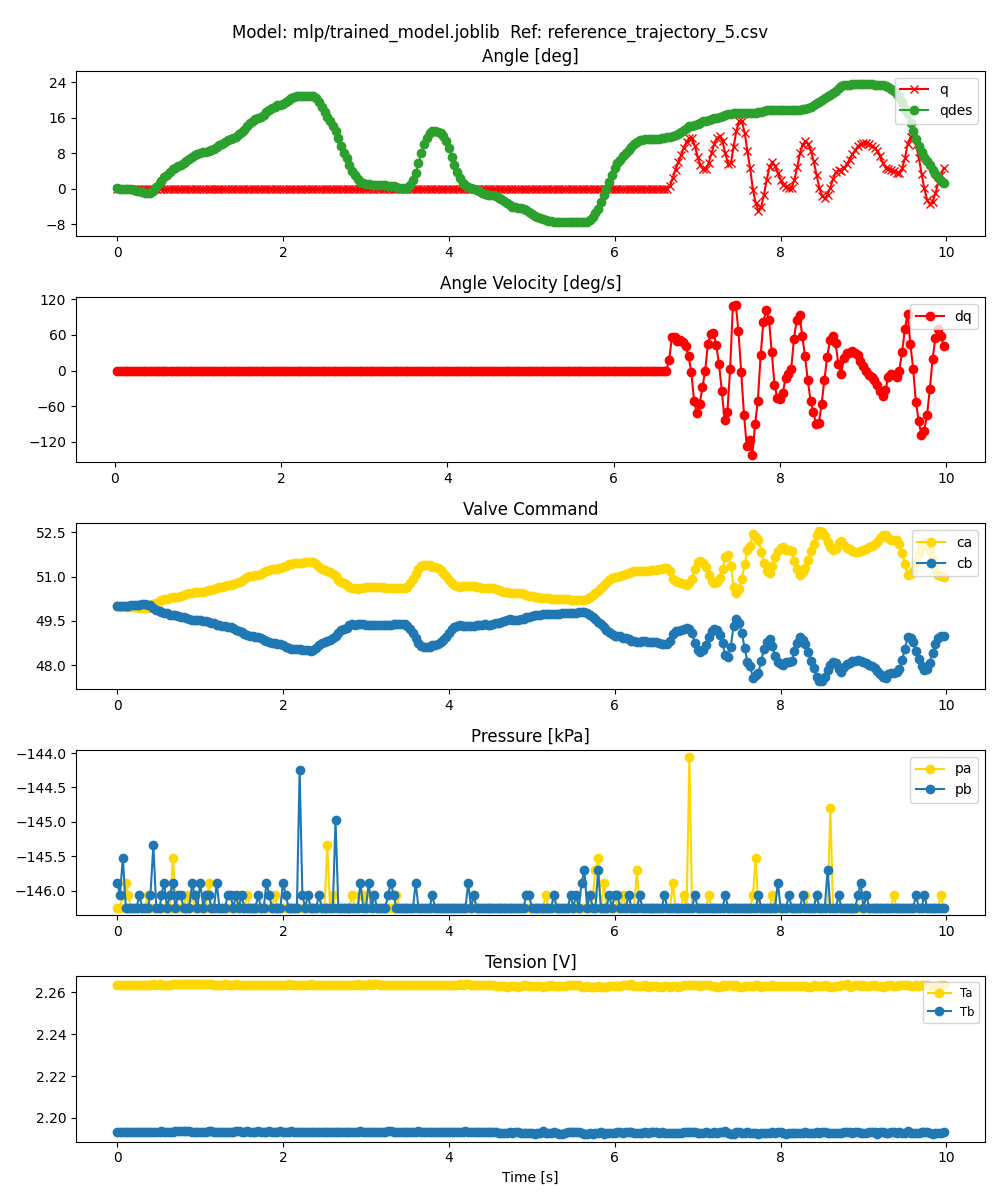 Model: mlp/trained_model.joblib  Ref: reference_trajectory_5.csv
Angle [deg]
24
16
8
0
−8
q
qdes
0 2 4 6 8 10
Angle Velocity [deg/s]
120
60
0
−60
−120
dq
0 2 4 6 8 10
Valve Command
52.5
51.0
49.5
48.0
ca
cb
0 2 4 6 8 10
Pressure [kPa]
−144.0
−144.5
−145.0
−145.5
−146.0
pa
pb
0 2 4 6 8 10
Tension [V]
2.26
2.24
2.22
2.20
Ta
Tb
0 2 4 6 8 10
Time [s]